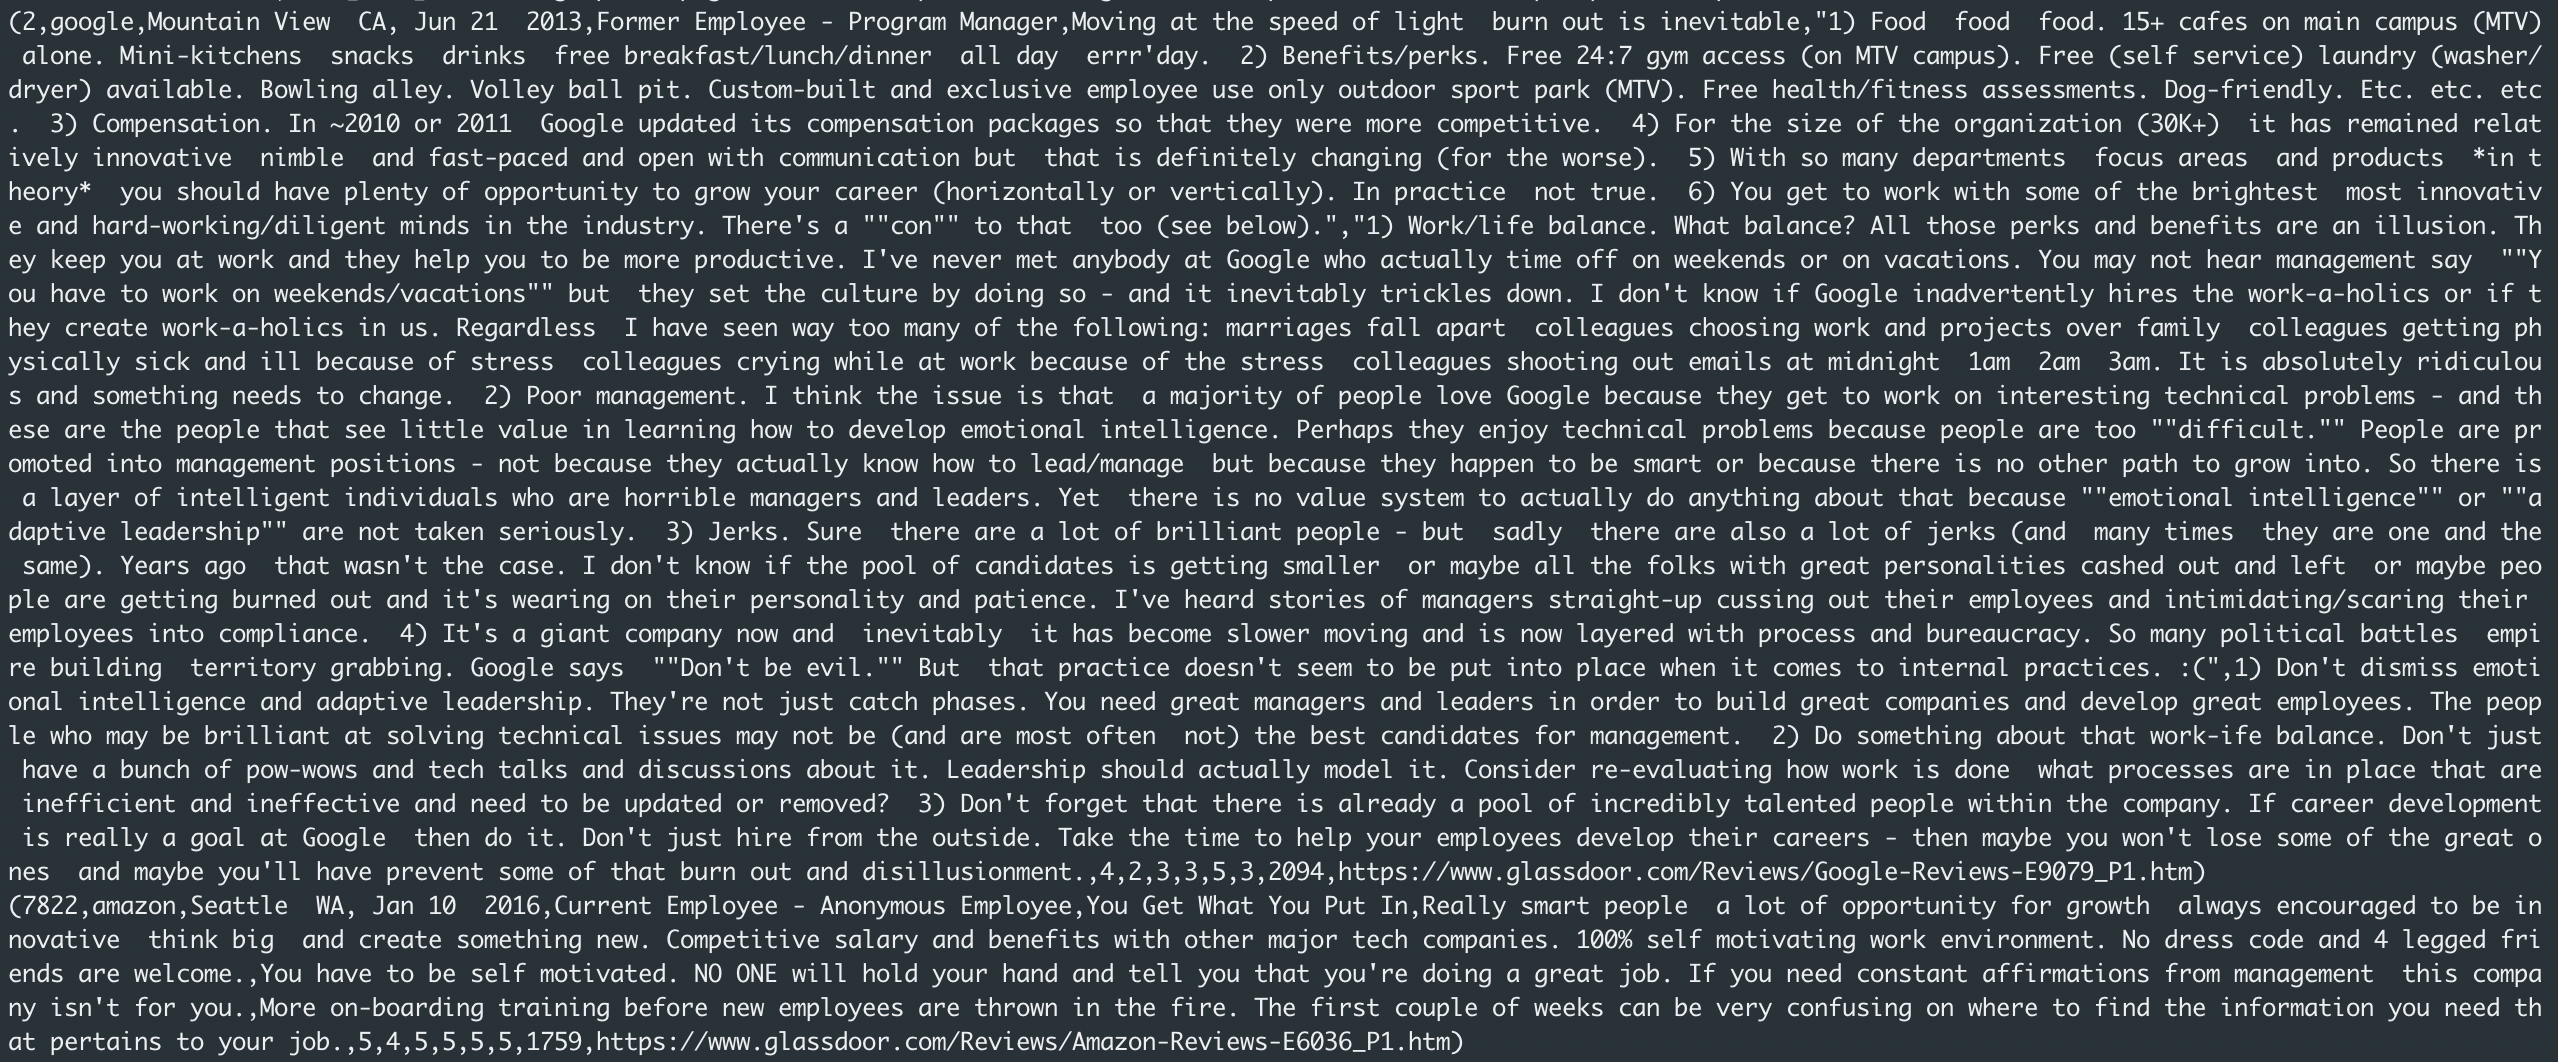 (2,google,Mountain View  CA, Jun 21  2013,Former Employee - Program Manager,Moving at the speed of light  burn out is inevitable,"1) Food  food  food. 15+ cafes on main campus (MTV)
 alone. Mini-kitchens  snacks  drinks  free breakfast/lunch/dinner  all day  errr'day.  2) Benefits/perks. Free 24:7 gym access (on MTV campus). Free (self service) laundry (washer/
dryer) available. Bowling alley. Volley ball pit. Custom-built and exclusive employee use only outdoor sport park (MTV). Free health/fitness assessments. Dog-friendly. Etc. etc. etc
.  3) Compensation. In ~2010 or 2011  Google updated its compensation packages so that they were more competitive.  4) For the size of the organization (30K+)  it has remained relat
ively innovative  nimble  and fast-paced and open with communication but  that is definitely changing (for the worse).  5) With so many departments  focus areas  and products  *in t
heory*  you should have plenty of opportunity to grow your career (horizontally or vertically). In practice  not true.  6) You get to work with some of the brightest  most innovativ
e and hard-working/diligent minds in the industry. There's a ""con"" to that  too (see below).","1) Work/life balance. What balance? All those perks and benefits are an illusion. Th
ey keep you at work and they help you to be more productive. I've never met anybody at Google who actually time off on weekends or on vacations. You may not hear management say  ""Y
ou have to work on weekends/vacations"" but  they set the culture by doing so - and it inevitably trickles down. I don't know if Google inadvertently hires the work-a-holics or if t
hey create work-a-holics in us. Regardless  I have seen way too many of the following: marriages fall apart  colleagues choosing work and projects over family  colleagues getting ph
ysically sick and ill because of stress  colleagues crying while at work because of the stress  colleagues shooting out emails at midnight  1am  2am  3am. It is absolutely ridiculou
s and something needs to change.  2) Poor management. I think the issue is that  a majority of people love Google because they get to work on interesting technical problems - and th
ese are the people that see little value in learning how to develop emotional intelligence. Perhaps they enjoy technical problems because people are too ""difficult."" People are pr
omoted into management positions - not because they actually know how to lead/manage  but because they happen to be smart or because there is no other path to grow into. So there is
 a layer of intelligent individuals who are horrible managers and leaders. Yet  there is no value system to actually do anything about that because ""emotional intelligence"" or ""a
daptive leadership"" are not taken seriously.  3) Jerks. Sure  there are a lot of brilliant people - but  sadly  there are also a lot of jerks (and  many times  they are one and the
 same). Years ago  that wasn't the case. I don't know if the pool of candidates is getting smaller  or maybe all the folks with great personalities cashed out and left  or maybe peo
ple are getting burned out and it's wearing on their personality and patience. I've heard stories of managers straight-up cussing out their employees and intimidating/scaring their
employees into compliance.  4) It's a giant company now and  inevitably  it has become slower moving and is now layered with process and bureaucracy. So many political battles  empi
re building  territory grabbing. Google says  ""Don't be evil."" But  that practice doesn't seem to be put into place when it comes to internal practices. :(",1) Don't dismiss emoti
onal intelligence and adaptive leadership. They're not just catch phases. You need great managers and leaders in order to build great companies and develop great employees. The peop
le who may be brilliant at solving technical issues may not be (and are most often  not) the best candidates for management.  2) Do something about that work-ife balance. Don't just
 have a bunch of pow-wows and tech talks and discussions about it. Leadership should actually model it. Consider re-evaluating how work is done  what processes are in place that are
 inefficient and ineffective and need to be updated or removed?  3) Don't forget that there is already a pool of incredibly talented people within the company. If career development
 is really a goal at Google  then do it. Don't just hire from the outside. Take the time to help your employees develop their careers - then maybe you won't lose some of the great o
nes  and maybe you'll have prevent some of that burn out and disillusionment.,4,2,3,3,5,3,2094,https://www.glassdoor.com/Reviews/Google-Reviews-E9079_P1.htm)
(7822,amazon,Seattle  WA, Jan 10  2016,Current Employee - Anonymous Employee,You Get What You Put In,Really smart people  a lot of opportunity for growth  always encouraged to be in
novative  think big  and create something new. Competitive salary and benefits with other major tech companies. 100% self motivating work environment. No dress code and 4 legged fri
ends are welcome.,You have to be self motivated. NO ONE will hold your hand and tell you that you're doing a great job. If you need constant affirmations from management  this compa
ny isn't for you.,More on-boarding training before new employees are thrown in the fire. The first couple of weeks can be very confusing on where to find the information you need th
at pertains to your job.,5,4,5,5,5,5,1759,https://www.glassdoor.com/Reviews/Amazon-Reviews-E6036_P1.htm)